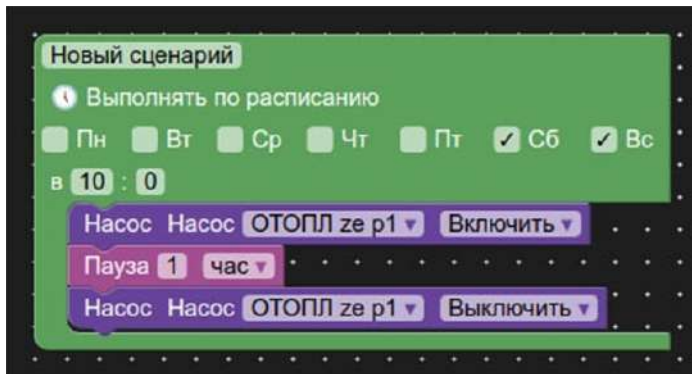 Новый сценарий
Выполнять по расписанию
Пн Вт Ср Чт Пт Сб Вс
в 10 : 0
Насос Насос ОТОПЛ ze p1 Включить
Пауза 1 час
Насос Насос ОТОПЛ ze p1 Выключить